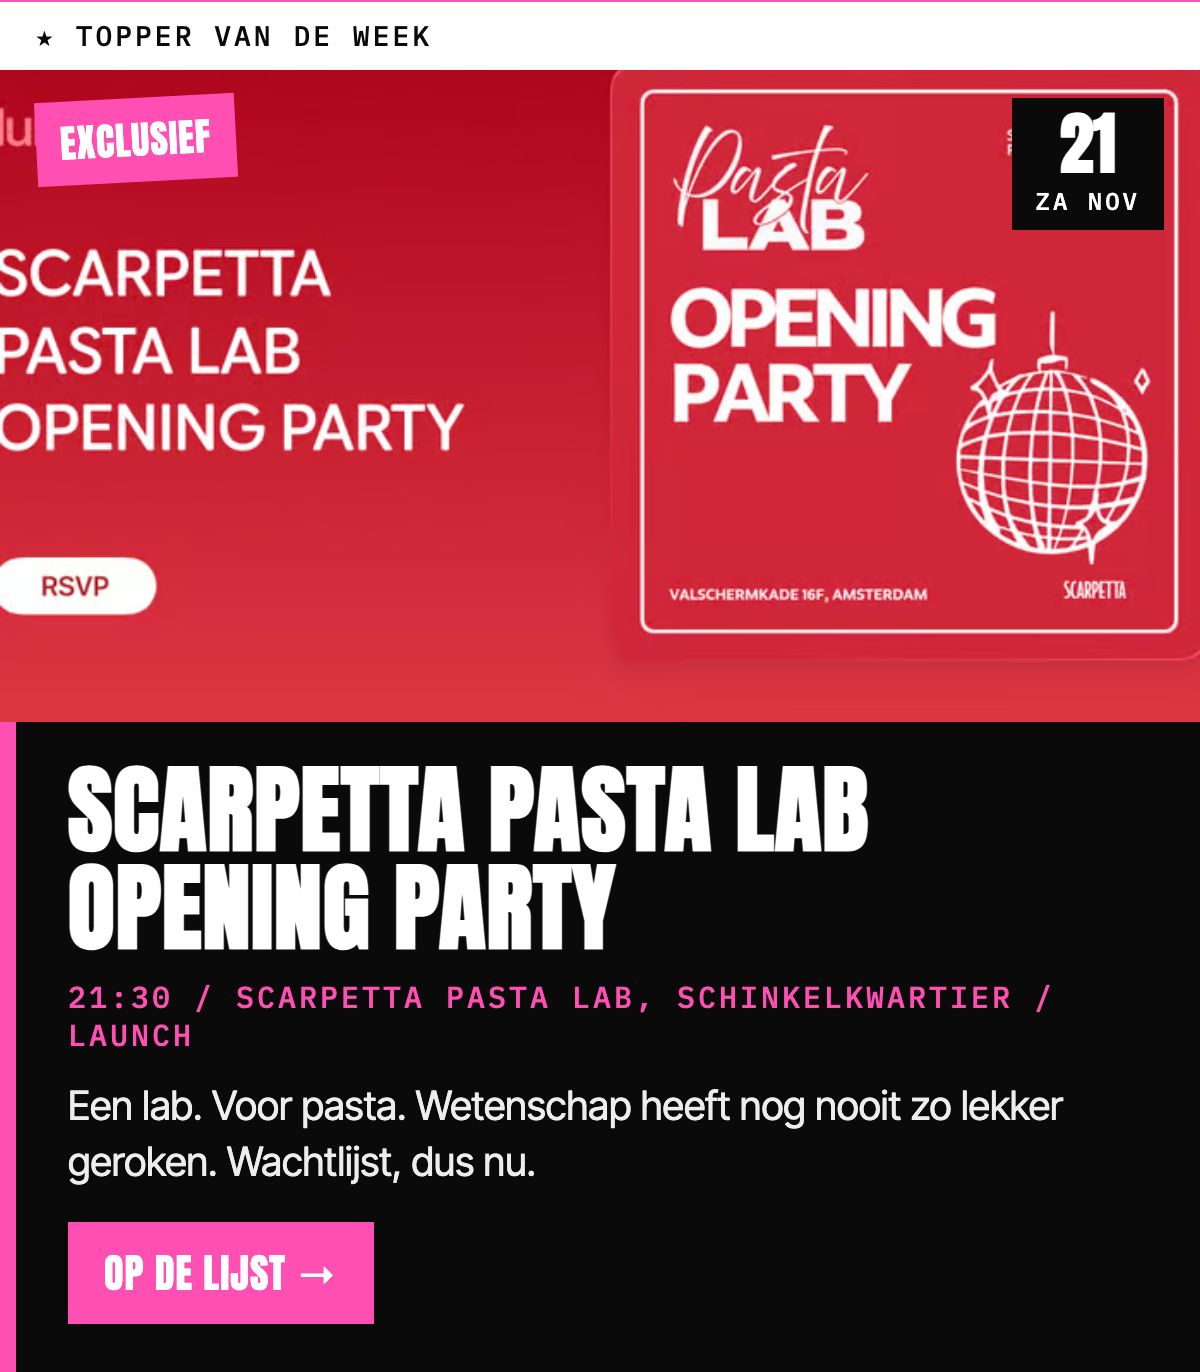 ★ TOPPER VAN DE WEEK
EXCLUSIEF
SCARPETTA
PASTA LAB
OPENING PARTY
RSVP
Pasta
LAB
OPENING
PARTY
VALSCHERMKADE 16F, AMSTERDAM
SCARPETTA
21
ZA NOV
SCARPETTA PASTA LAB
OPENING PARTY
21:30 / SCARPETTA PASTA LAB, SCHINKELKWARTIER /
LAUNCH
Een lab. Voor pasta. Wetenschap heeft nog nooit zo lekker
geroken. Wachtlijst, dus nu.
OP DE LIJST →